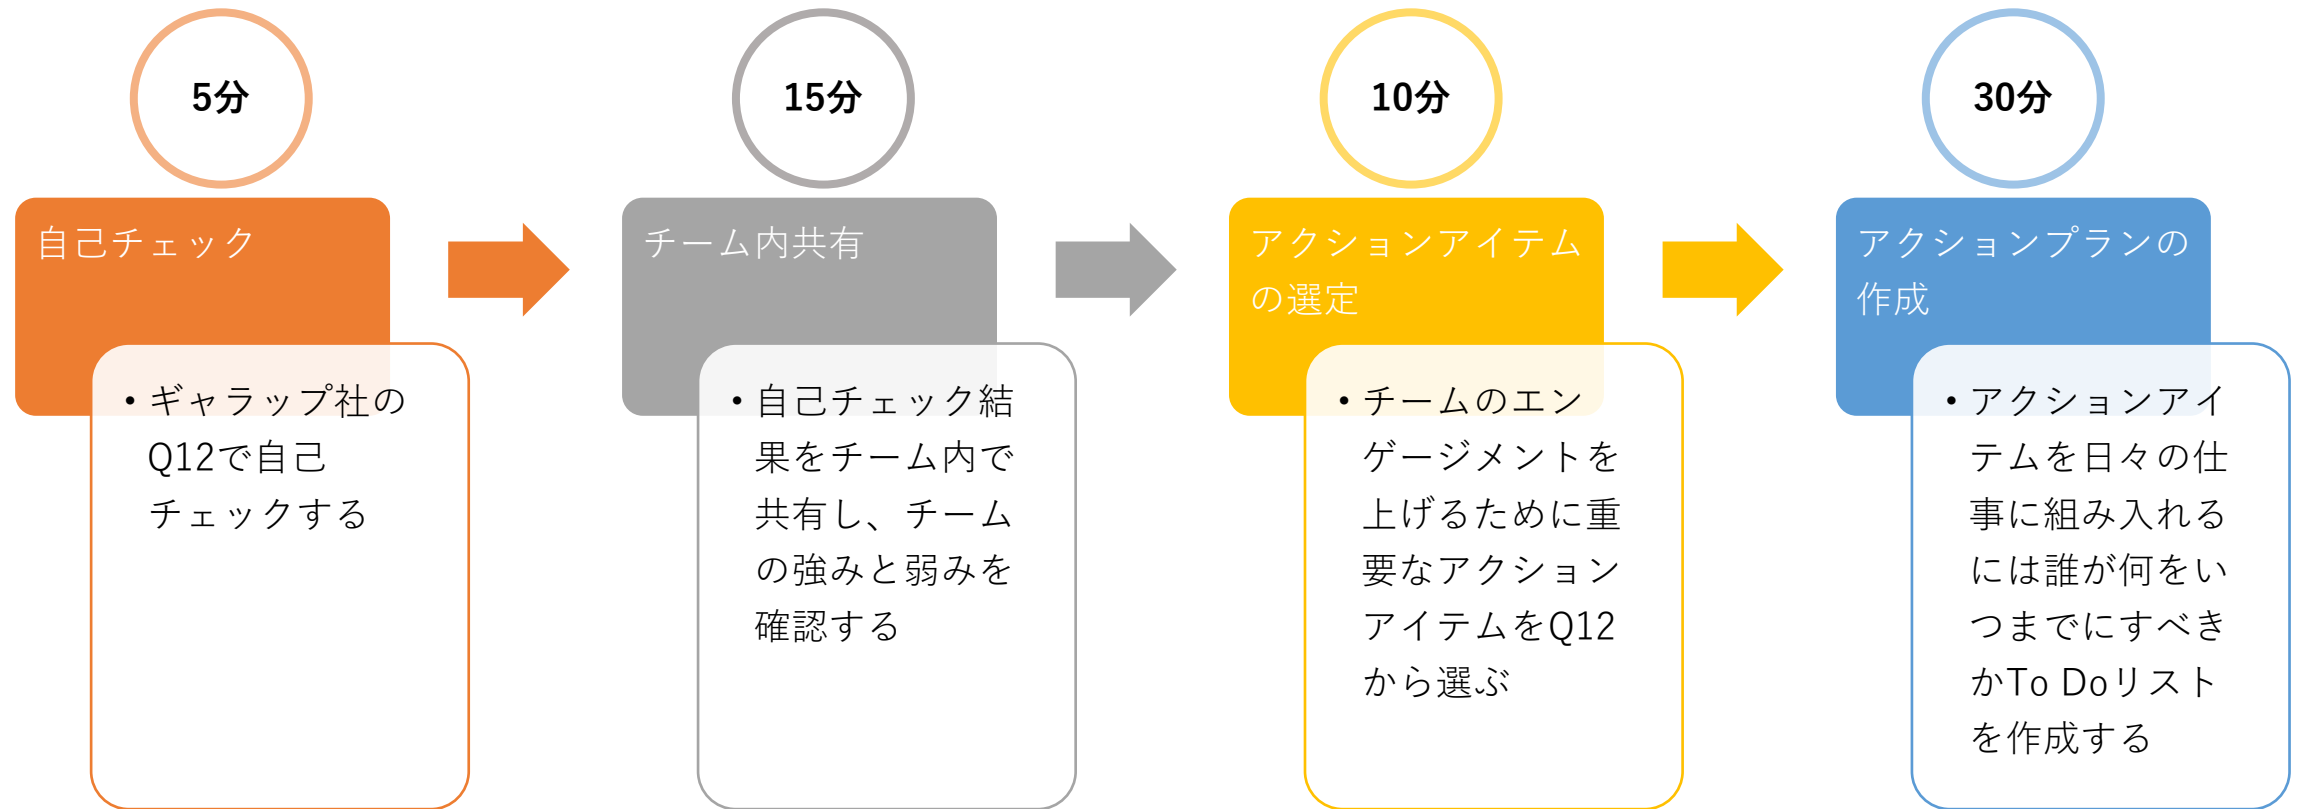 5分
自己チェック
・ギャラップ社の
Q12で自己
チェックする
15分
チーム内共有
・自己チェック結
果をチーム内で
共有し、チーム
の強みと弱みを
確認する
10分
アクションアイテム
の選定
・チームのエン
ゲージメントを
上げるために重
要なアクション
アイテムをQ12
から選ぶ
30分
アクションプランの
作成
・アクションアイ
テムを日々の仕
事に組み入れる
には誰が何をい
つまでにすべき
かTo Doリスト
を作成する